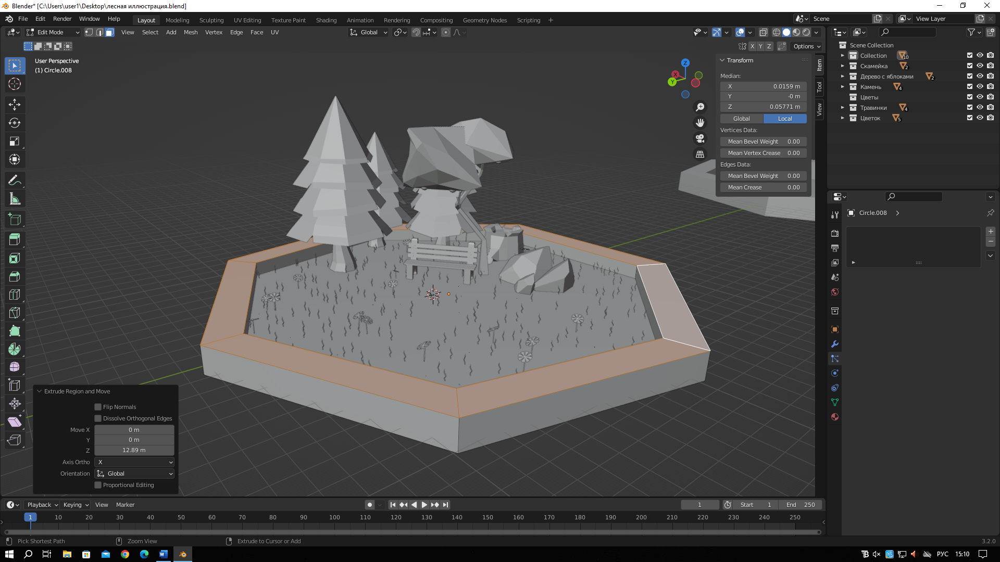 Blender* [C:\Users\user1\Desktop\лесная иллюстрация.blend]
File Edit Render Window Help Layout Modeling Sculpting UV Editing Texture Paint Shading Animation Rendering Compositing Geometry Nodes Scripting + Scene View Layer
Edit Mode View Select Add Mesh Vertex Edge Face UV Global
X Y Z Options
User Perspective
(1) Circle.008
Z
X
Y
Transform
Median:
X 0.0159 m
Y -0 m
Z 0.05771 m
Global Local
Vertices Data:
Mean Bevel Weight 0.00
Mean Vertex Crease 0.00
Edges Data:
Mean Bevel Weight 0.00
Mean Crease 0.00
Item
Tool
View
Scene Collection
Collection 10
Скамейка 2
Дерево с яблоками 2
Камень 4
Цветы
Травинки 4
Цветок 5
Circle.008
Extrude Region and Move
Flip Normals
Dissolve Orthogonal Edges
Move X 0 m
Y 0 m
Z 12.89 m
Axis Ortho X
Orientation Global
Proportional Editing
Playback Keying View Marker 1 Start 1 End 250
1 10 20 30 40 50 60 70 80 90 100 110 120 130 140 150 160 170 180 190 200 210 220 230 240 250
Pick Shortest Path Zoom View Extrude to Cursor or Add 3.2.0
РУС 15:10